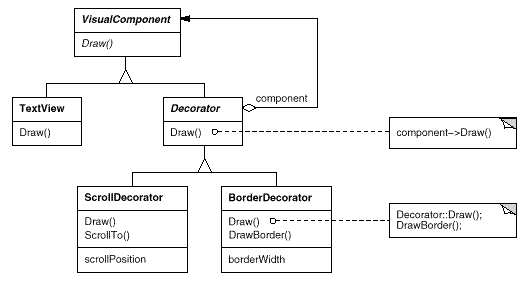 VisualComponent
Draw()
component
TextView
Draw()
Decorator
Draw()
component->Draw()
ScrollDecorator
Draw()
ScrollTo()
scrollPosition
BorderDecorator
Draw()
DrawBorder()
borderWidth
Decorator::Draw();
DrawBorder();